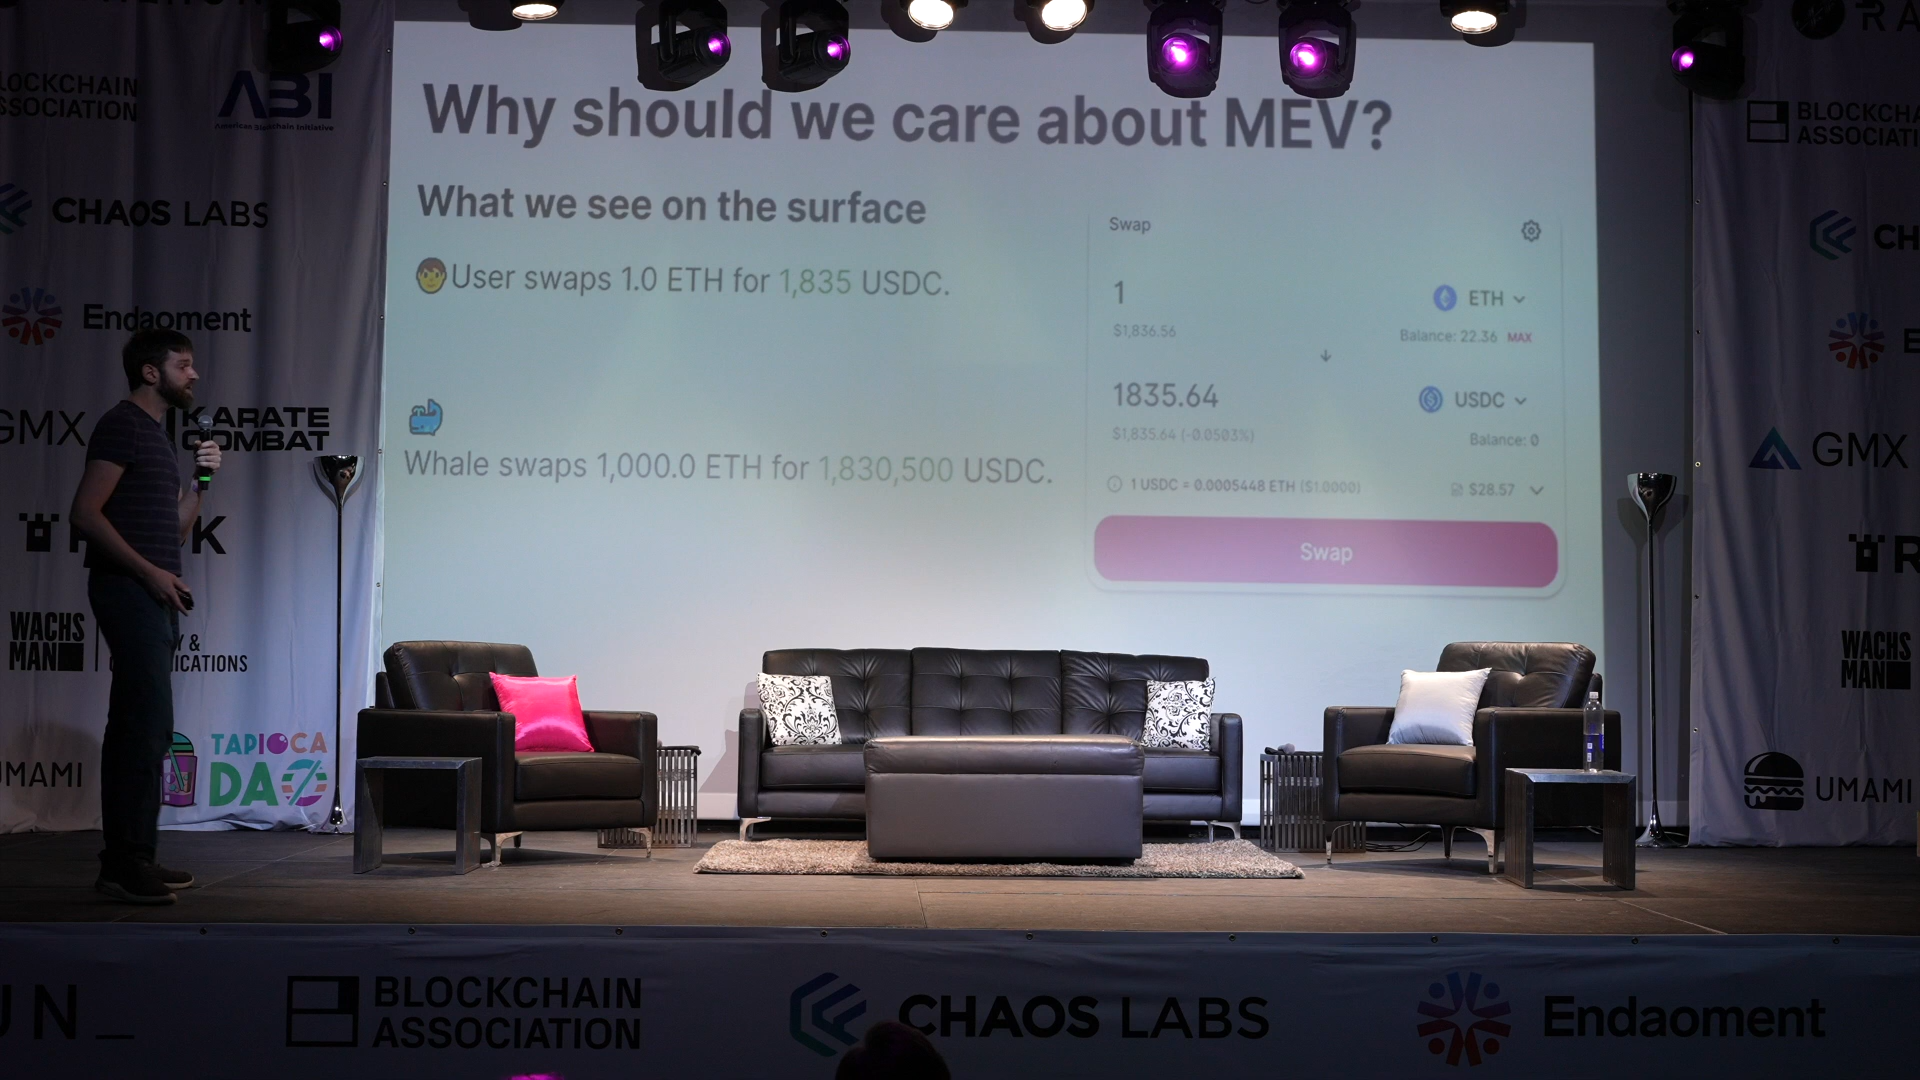 Why should we care about MEV?
What we see on the surface
User swaps 1.0 ETH for 1,835 USDC.
Whale swaps 1,000.0 ETH for 1,830,500 USDC.
Swap
1
ETH
$1,836.56
Balance: 22.36 MAX
1835.64
USDC
$1,835.64 (-0.0503%)
Balance: 0
1 USDC = 0.0005448 ETH ($1.0000)
$28.57
Swap
ABI
American Blockchain Initiative
CHAOS LABS
Endaoment
GMX
KARATE
COMBAT
WACHS
MAN
TAPIOCA
DAO
GMX
WACHS
MAN
UMAMI
BLOCKCHAIN
ASSOCIATION
CHAOS LABS
Endaoment